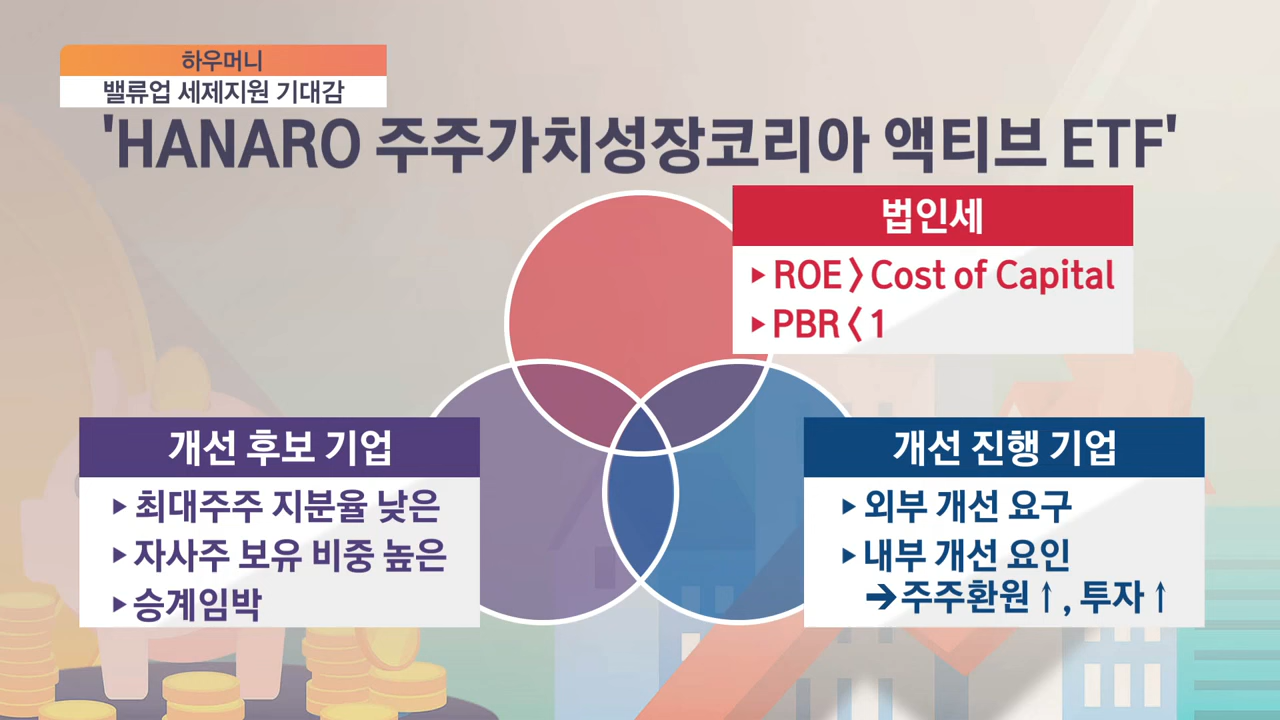 하우머니
밸류업 세제지원 기대감
'HANARO 주주가치성장코리아 액티브 ETF'
법인세
▸ROE > Cost of Capital
▸PBR < 1
개선 후보 기업
▸최대주주 지분율 낮은
▸자사주 보유 비중 높은
▸승계임박
개선 진행 기업
▸외부 개선 요구
▸내부 개선 요인
→주주환원↑, 투자↑